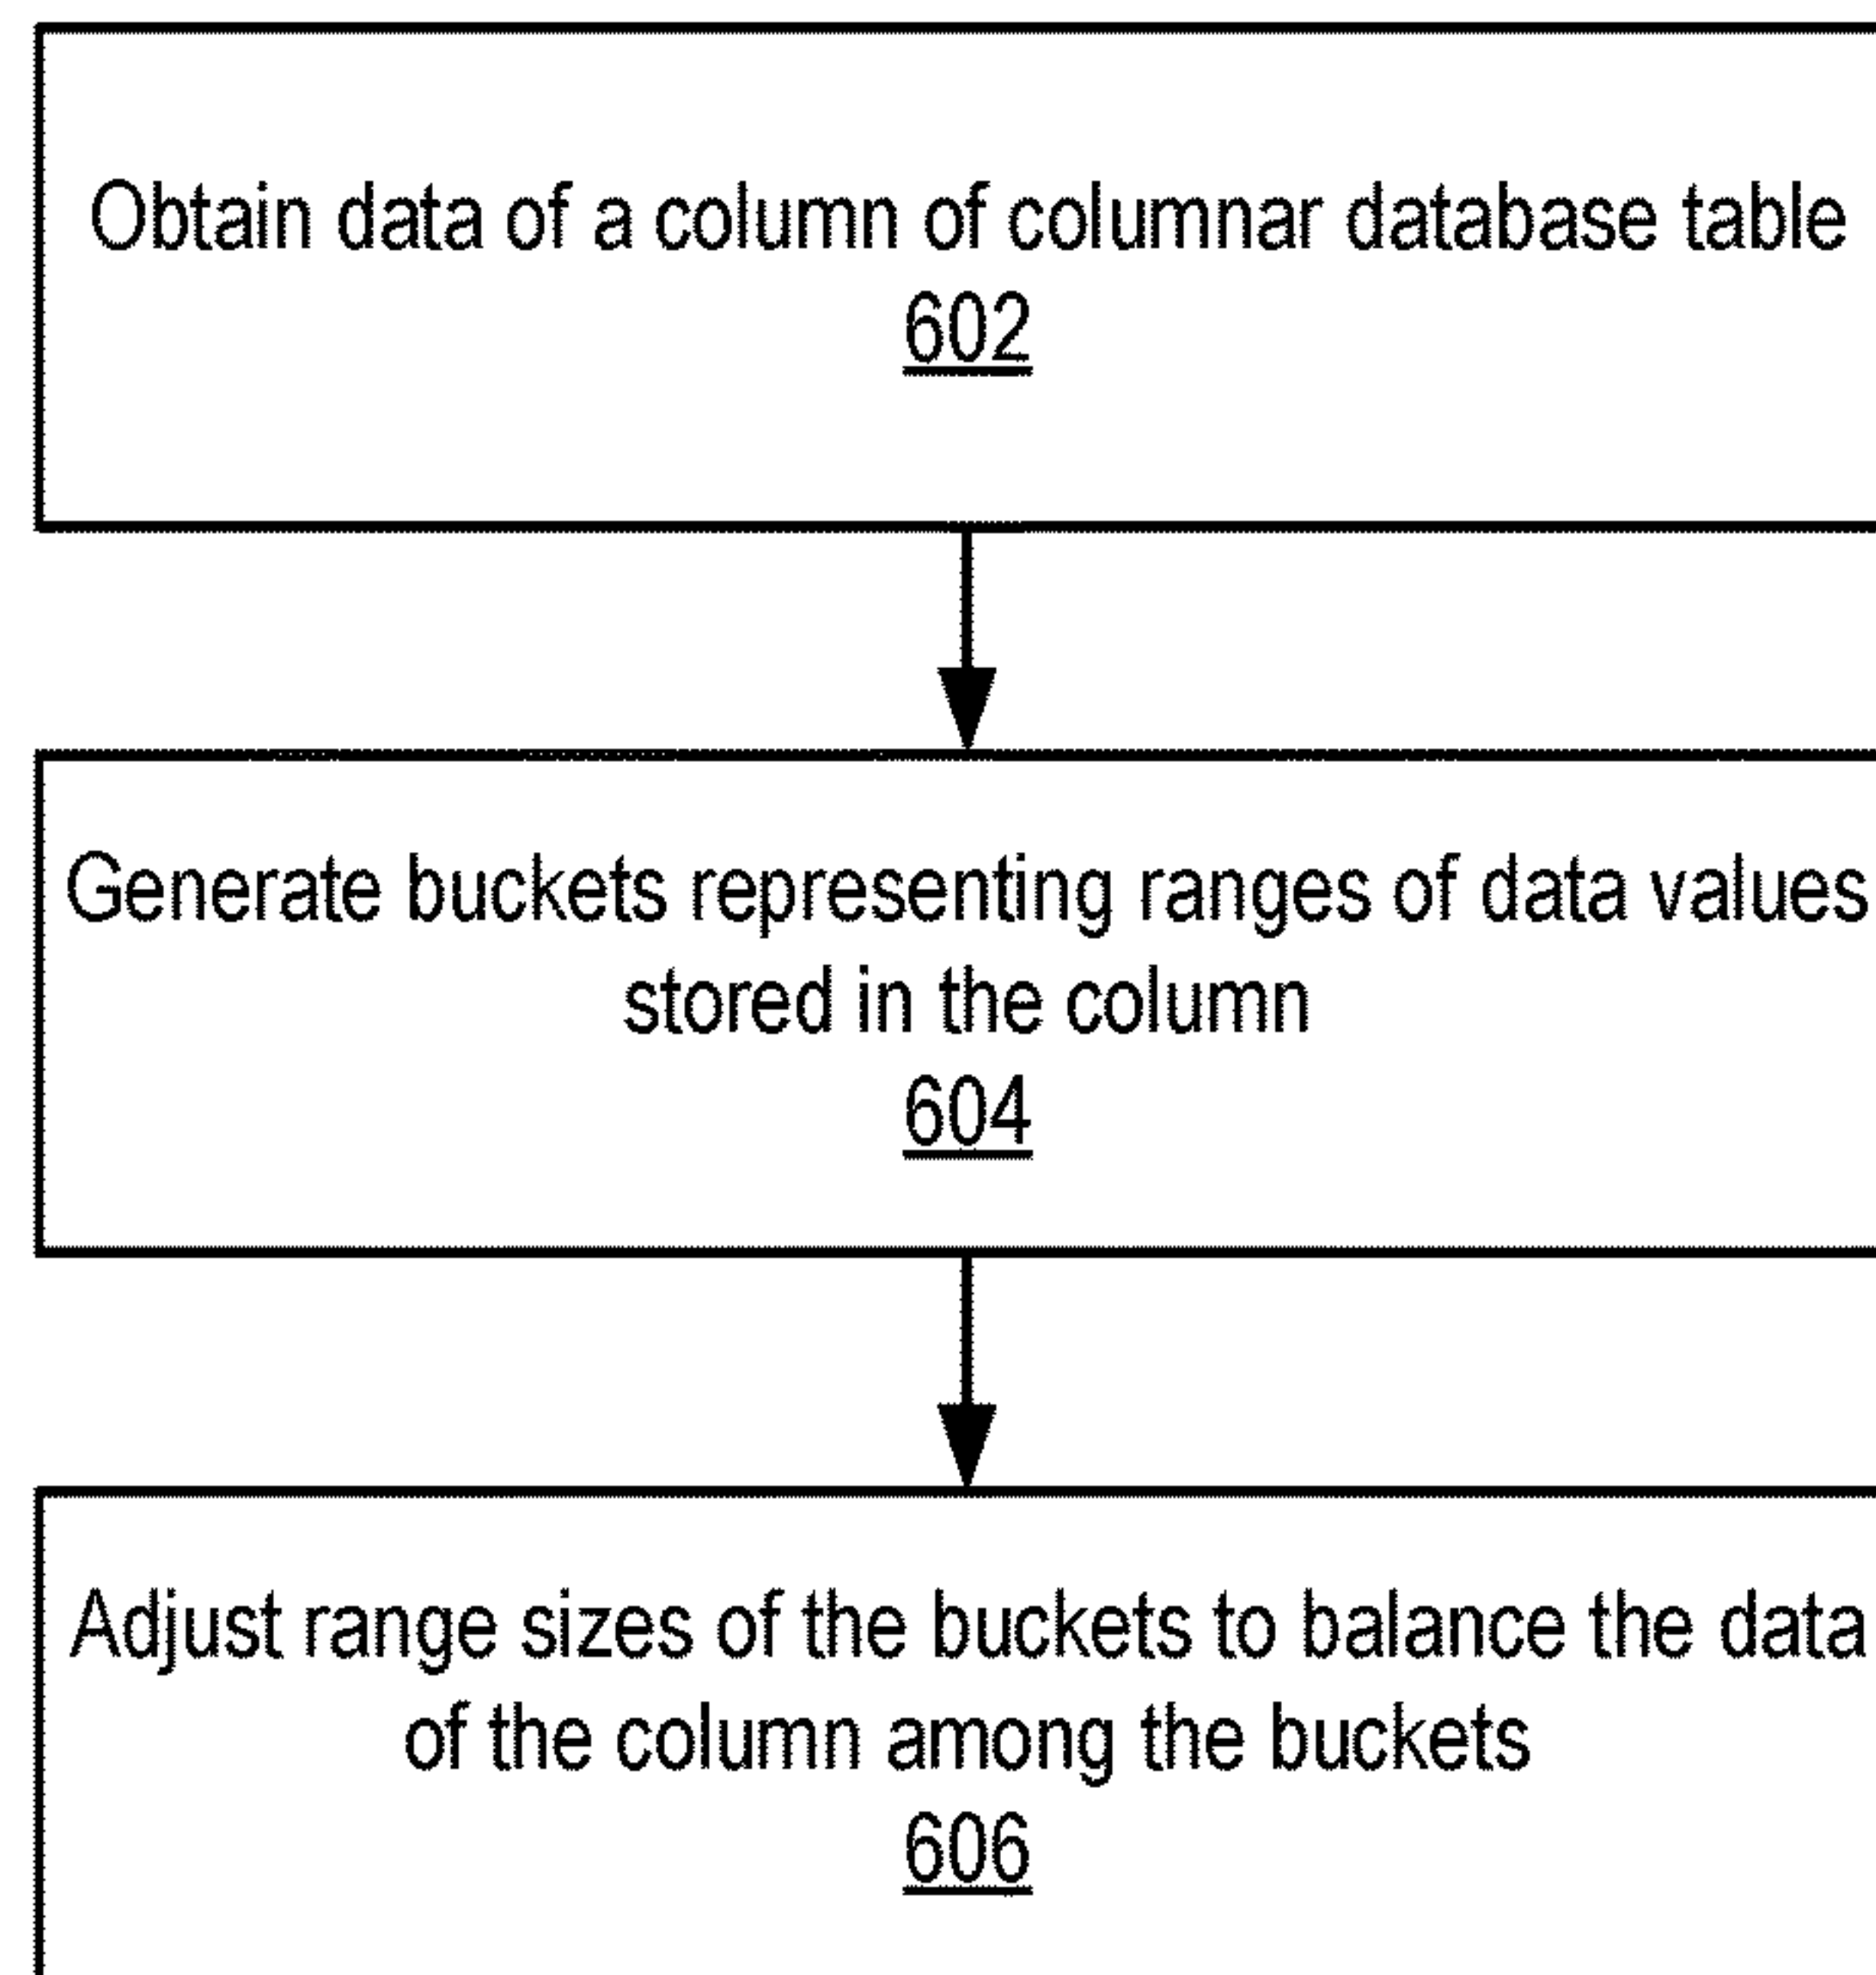 Obtain data of a column of columnar database table
602
Generate buckets representing ranges of data values
stored in the column
604
Adjust range sizes of the buckets to balance the data
of the column among the buckets
606